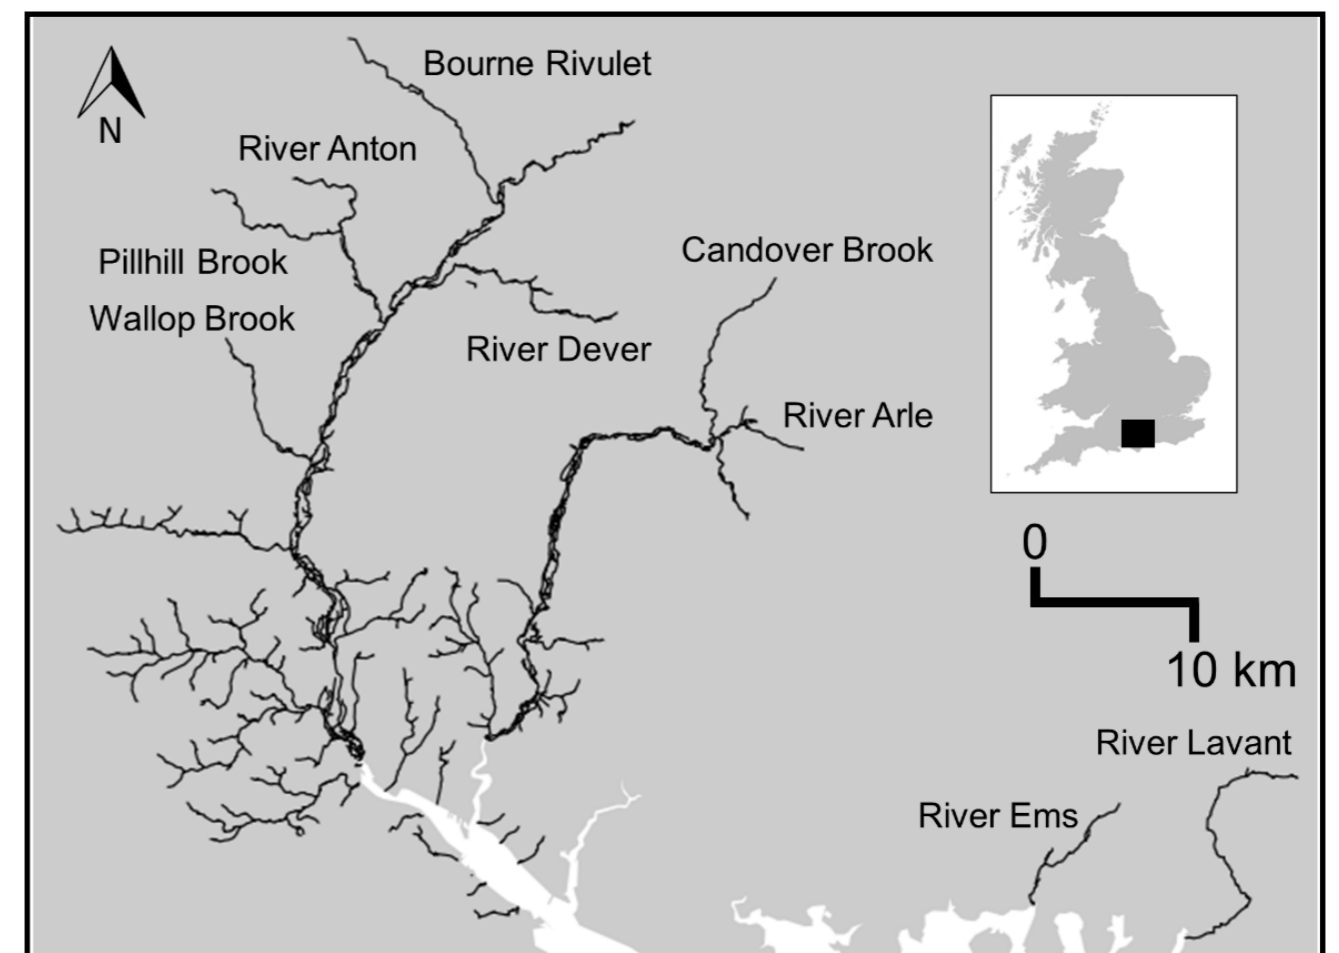 Bourne Rivulet
N
River Anton
Candover Brook
Pillhill Brook
Wallop Brook
River Dever
River Arle
0
10 km
River Lavant
River Ems